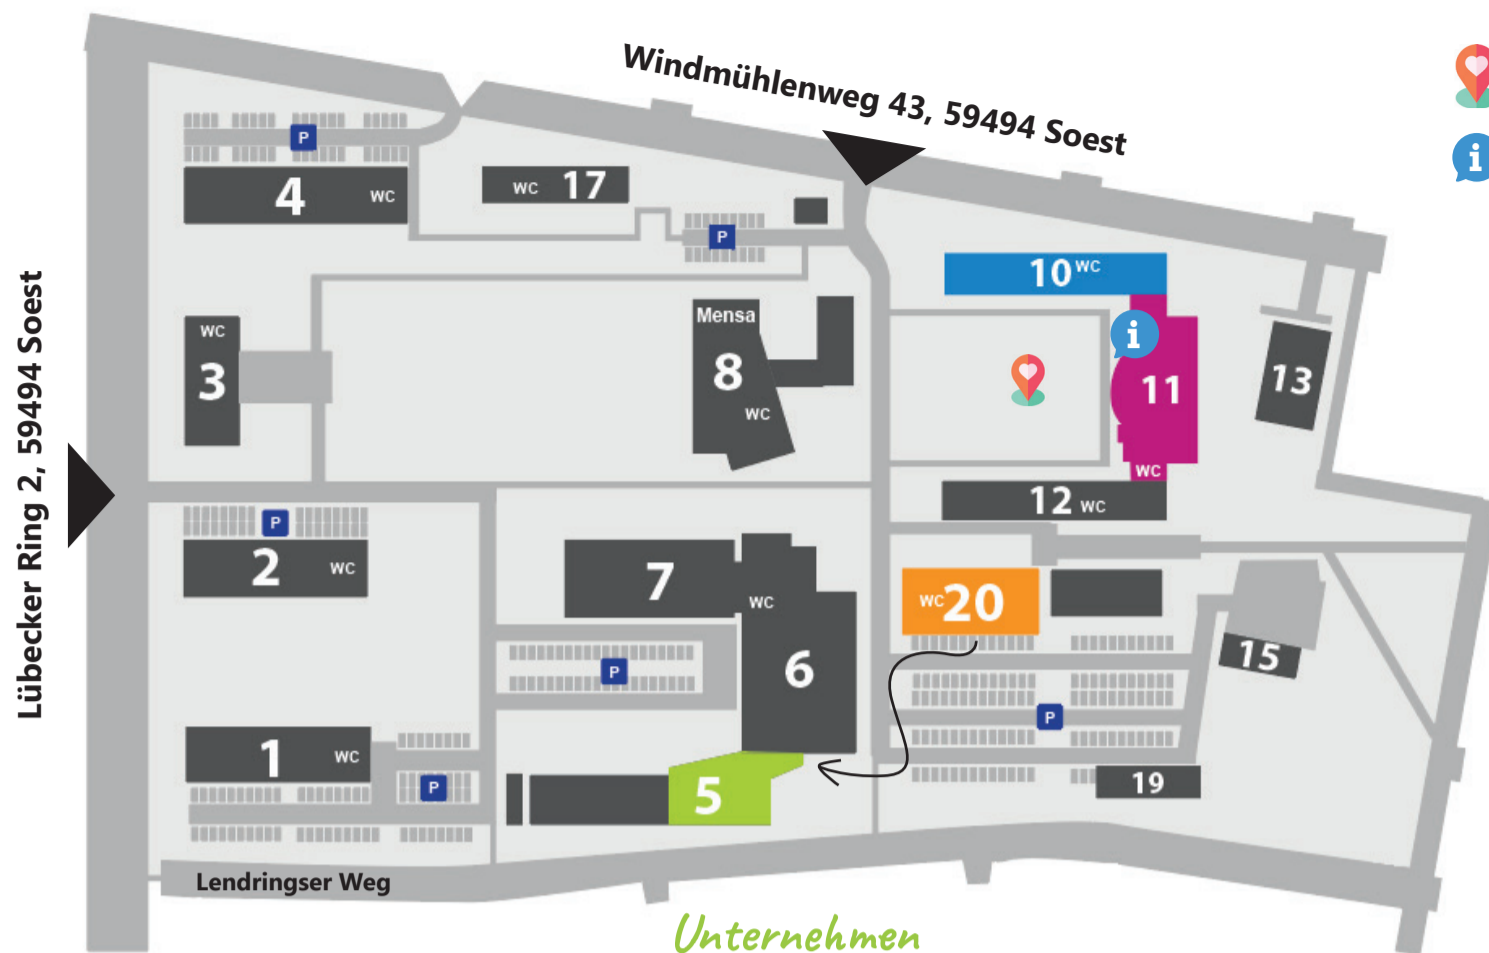 Windmühlenweg 43, 59494 Soest
i
P
4 WC
WC 17
P
10 WC
WC
3
Mensa
8
WC
i
11
WC
13
Lübecker Ring 2, 59494 Soest
12 WC
P
2 WC
7
WC
6
WC 20
P
15
P
1 WC
P
5
19
Lendringser Weg
Unternehmen